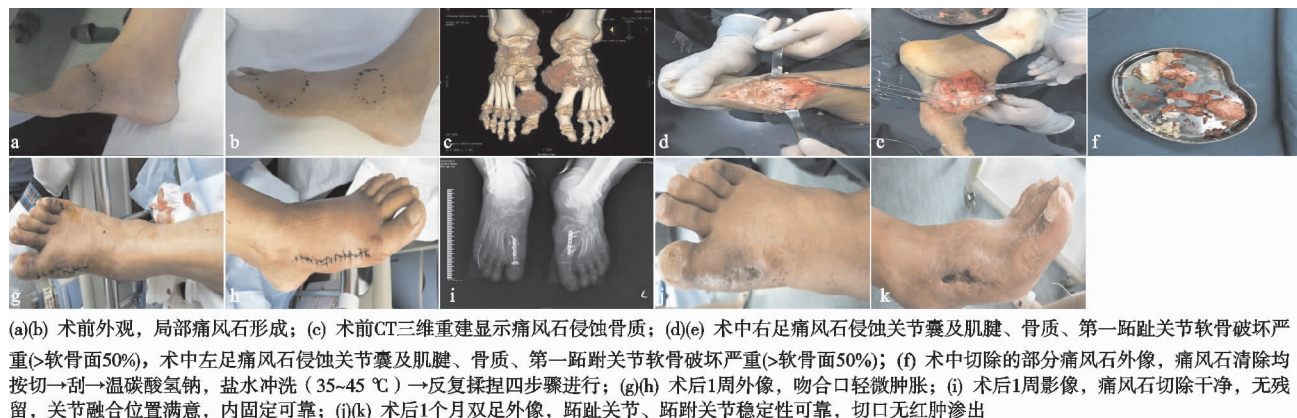 a
b
c
d
e
f
g
h
i
j
k
(a)(b) 术前外观，局部痛风石形成；(c) 术前CT三维重建显示痛风石侵蚀骨质；(d)(e) 术中右足痛风石侵蚀关节囊及肌腱、骨质、第一跖趾关节软骨破坏严
重(>软骨面50%)，术中左足痛风石侵蚀关节囊及肌腱、骨质、第一跖跗关节软骨破坏严重(>软骨面50%)；(f) 术中切除的部分痛风石外像，痛风石清除均
按切→刮→温碳酸氢钠，盐水冲洗（35~45 ℃）→反复揉捏四步骤进行；(g)(h) 术后1周外像，吻合口轻微肿胀；(i) 术后1周影像，痛风石切除干净，无残
留，关节融合位置满意，内固定可靠；(j)(k) 术后1个月双足外像，跖趾关节、跖跗关节稳定性可靠，切口无红肿渗出